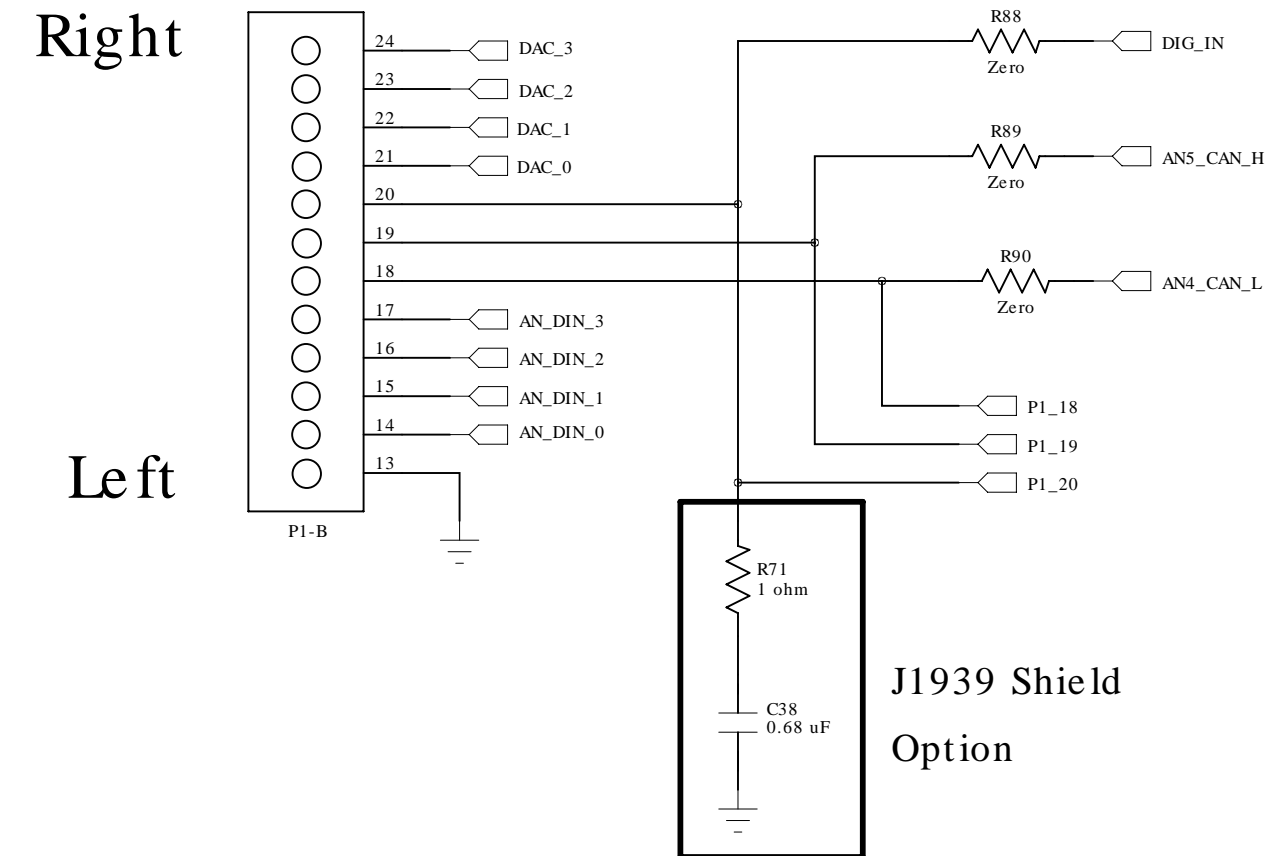 Right
24 DAC_3
23 DAC_2
22 DAC_1
21 DAC_0
20
19
18
17 AN_DIN_3
16 AN_DIN_2
15 AN_DIN_1
14 AN_DIN_0
13
Left
P1-B
R88
Zero
DIG_IN
R89
Zero
AN5_CAN_H
R90
Zero
AN4_CAN_L
P1_18
P1_19
P1_20
R71
1 ohm
C38
0.68 uF
J1939 Shield
Option